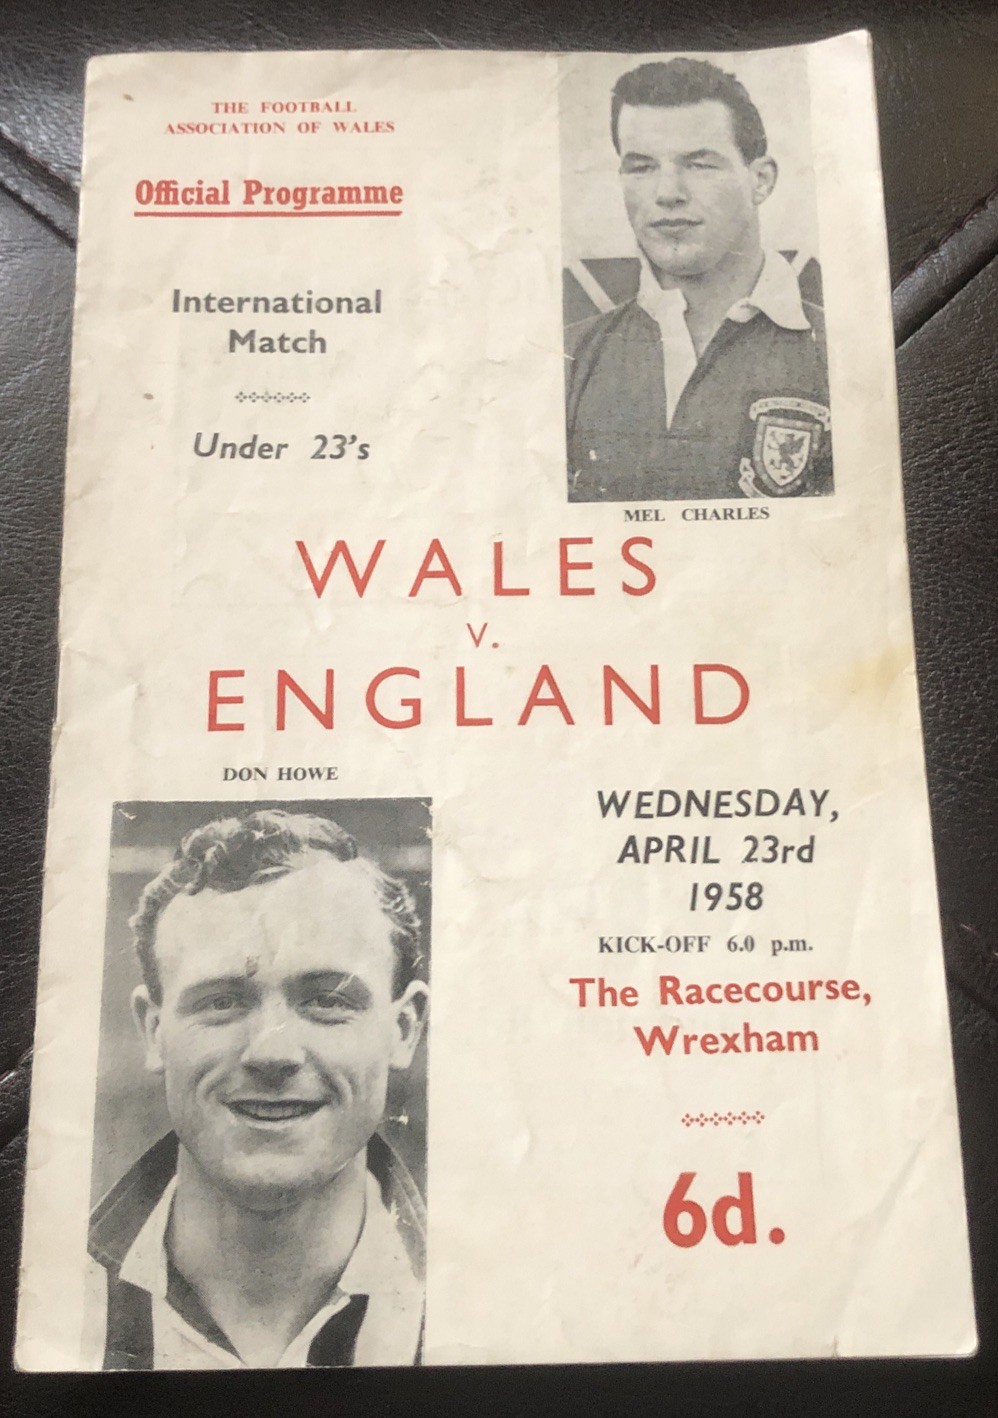 THE FOOTBALL
ASSOCIATION OF WALES
Official Programme
International
Match
Under 23's
MEL CHARLES
WALES
v.
ENGLAND
DON HOWE
WEDNESDAY,
APRIL 23rd
1958
KICK-OFF 6.0 p.m.
The Racecourse,
Wrexham
6d.